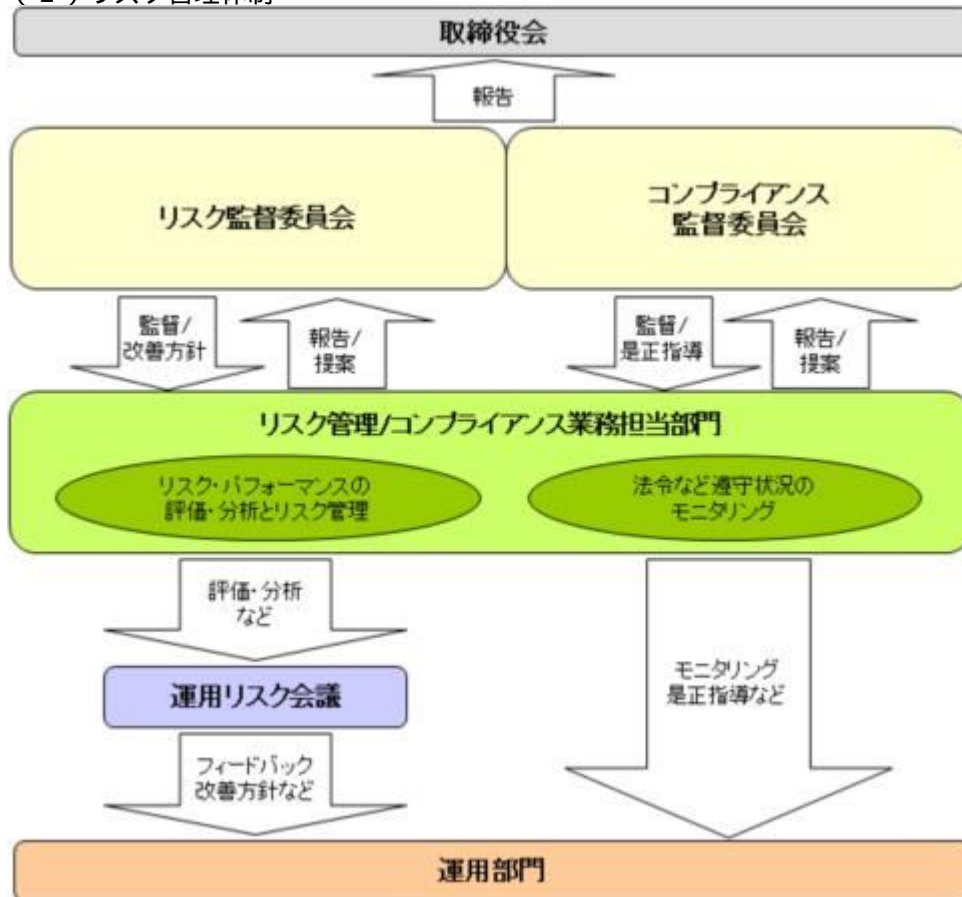 取締役会
報告
リスク監督委員会
コンプライアンス
監督委員会
監督/
改善方針
報告/
提案
監督/
是正指導
報告/
提案
リスク管理/コンプライアンス業務担当部門
リスク・パフォーマンスの
評価・分析とリスク管理
法令など遵守状況の
モニタリング
評価・分析
など
運用リスク会議
モニタリング
是正指導など
フィードバック
改善方針など
運用部門